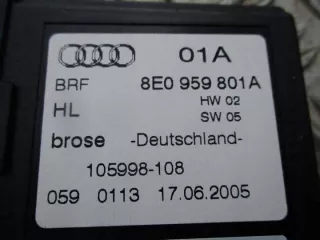 01A
BRF 8E0 959 801A
HL HW 02
SW 05
brose -Deutschland-
105998-108
059 0113 17.06.2005